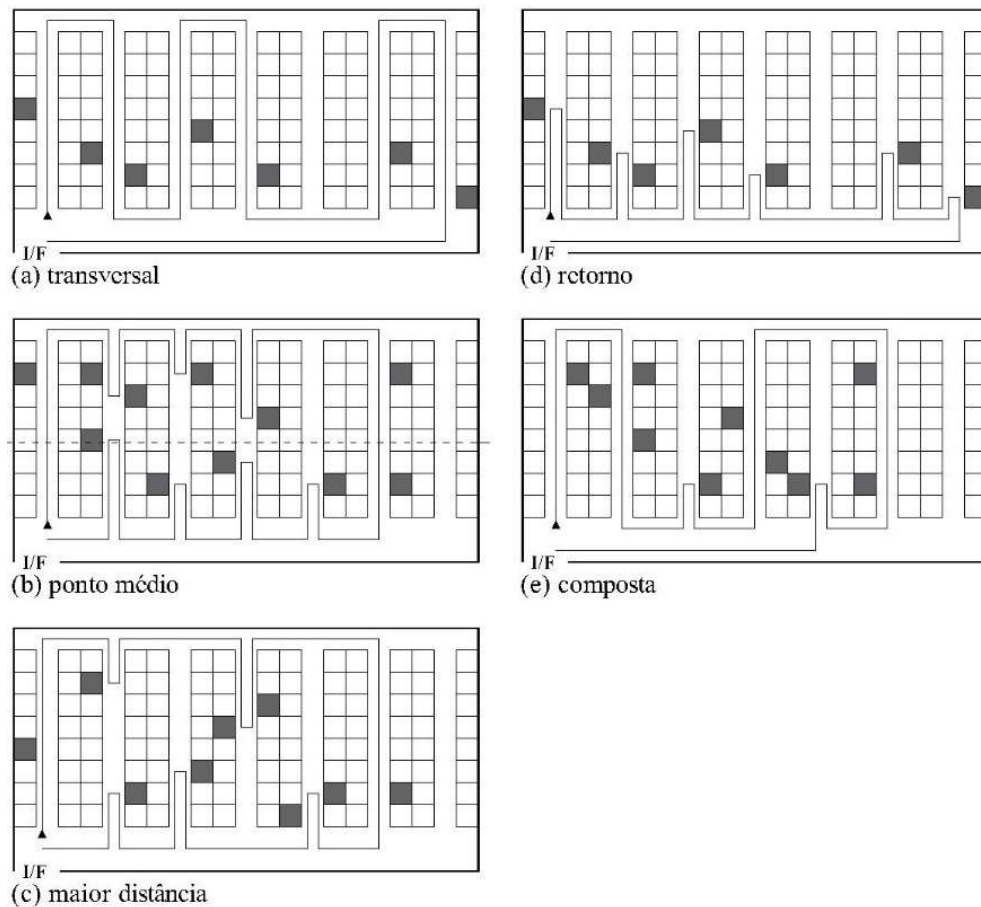 I/F
(a) transversal
I/F
(d) retorno
I/F
(b) ponto médio
I/F
(e) composta
I/F
(c) maior distância